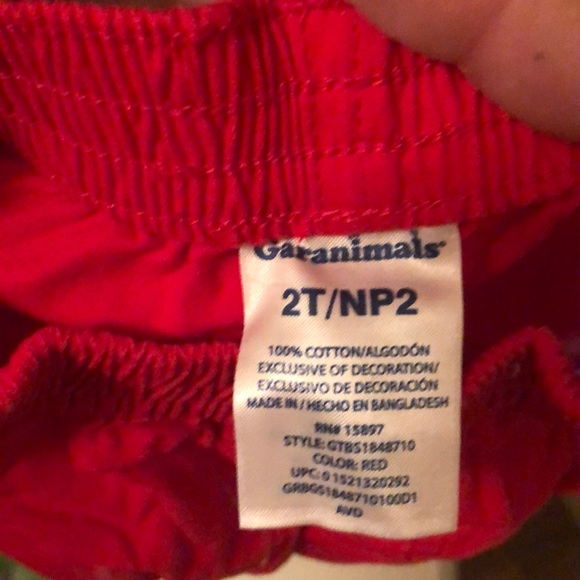 Garanimals
2T/NP2
100% COTTON/ALGODÓN
EXCLUSIVE OF DECORATION/
EXCLUSIVO DE DECORACIÓN
MADE IN / HECHO EN BANGLADESH
RN# 15897
STYLE: GTBS1848710
COLOR: RED
UPC: 0 1521320292
GRBGS1848710100D1
AVD